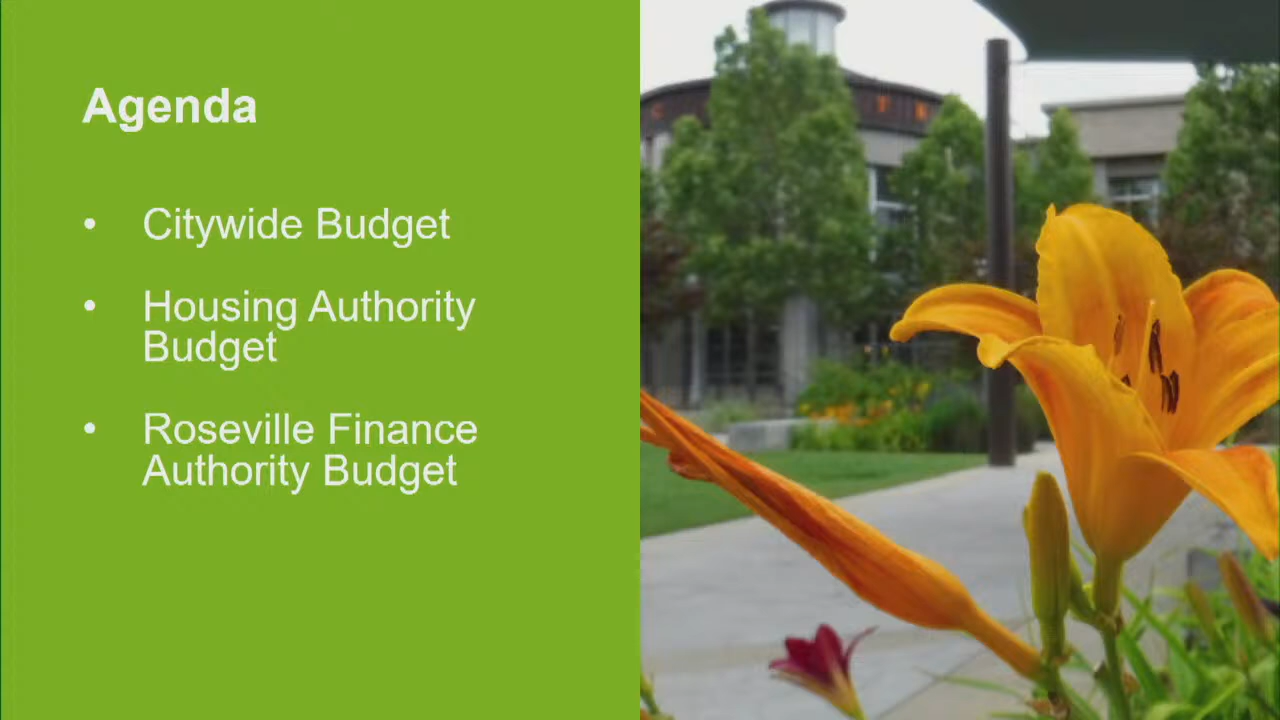 Agenda
• Citywide Budget
• Housing Authority
Budget
• Roseville Finance
Authority Budget